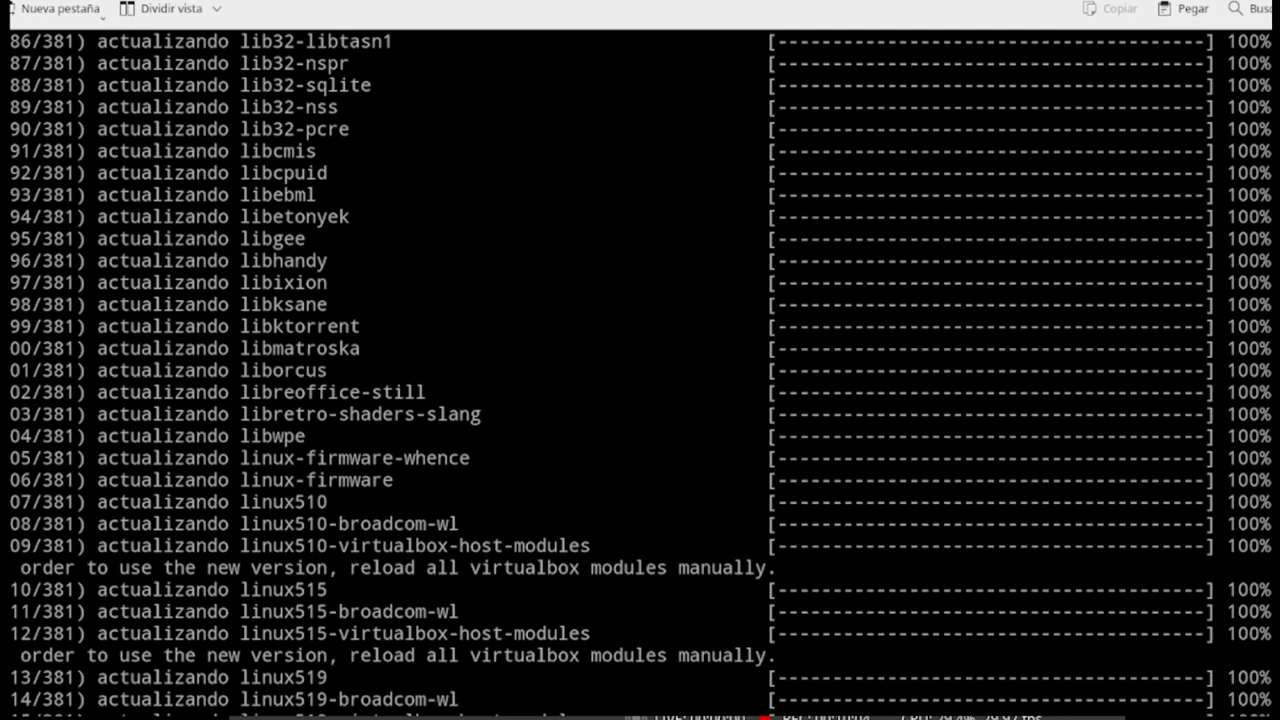 Nueva pestaña Dividir vista Copiar Pegar Bus
86/381) actualizando lib32-libtasn1 [---------------------------------------] 100%
87/381) actualizando lib32-nspr [---------------------------------------] 100%
88/381) actualizando lib32-sqlite [---------------------------------------] 100%
89/381) actualizando lib32-nss [---------------------------------------] 100%
90/381) actualizando lib32-pcre [---------------------------------------] 100%
91/381) actualizando libcmis [---------------------------------------] 100%
92/381) actualizando libcpuid [---------------------------------------] 100%
93/381) actualizando libebml [---------------------------------------] 100%
94/381) actualizando libetonyek [---------------------------------------] 100%
95/381) actualizando libgee [---------------------------------------] 100%
96/381) actualizando libhandy [---------------------------------------] 100%
97/381) actualizando libixion [---------------------------------------] 100%
98/381) actualizando libksane [---------------------------------------] 100%
99/381) actualizando libktorrent [---------------------------------------] 100%
00/381) actualizando libmatroska [---------------------------------------] 100%
01/381) actualizando liborcus [---------------------------------------] 100%
02/381) actualizando libreoffice-still [---------------------------------------] 100%
03/381) actualizando libretro-shaders-slang [---------------------------------------] 100%
04/381) actualizando libwpe [---------------------------------------] 100%
05/381) actualizando linux-firmware-whence [---------------------------------------] 100%
06/381) actualizando linux-firmware [---------------------------------------] 100%
07/381) actualizando linux510 [---------------------------------------] 100%
08/381) actualizando linux510-broadcom-wl [---------------------------------------] 100%
09/381) actualizando linux510-virtualbox-host-modules [---------------------------------------] 100%
order to use the new version, reload all virtualbox modules manually.
10/381) actualizando linux515 [---------------------------------------] 100%
11/381) actualizando linux515-broadcom-wl [---------------------------------------] 100%
12/381) actualizando linux515-virtualbox-host-modules [---------------------------------------] 100%
order to use the new version, reload all virtualbox modules manually.
13/381) actualizando linux519 [---------------------------------------] 100%
14/381) actualizando linux519-broadcom-wl [---------------------------------------] 100%